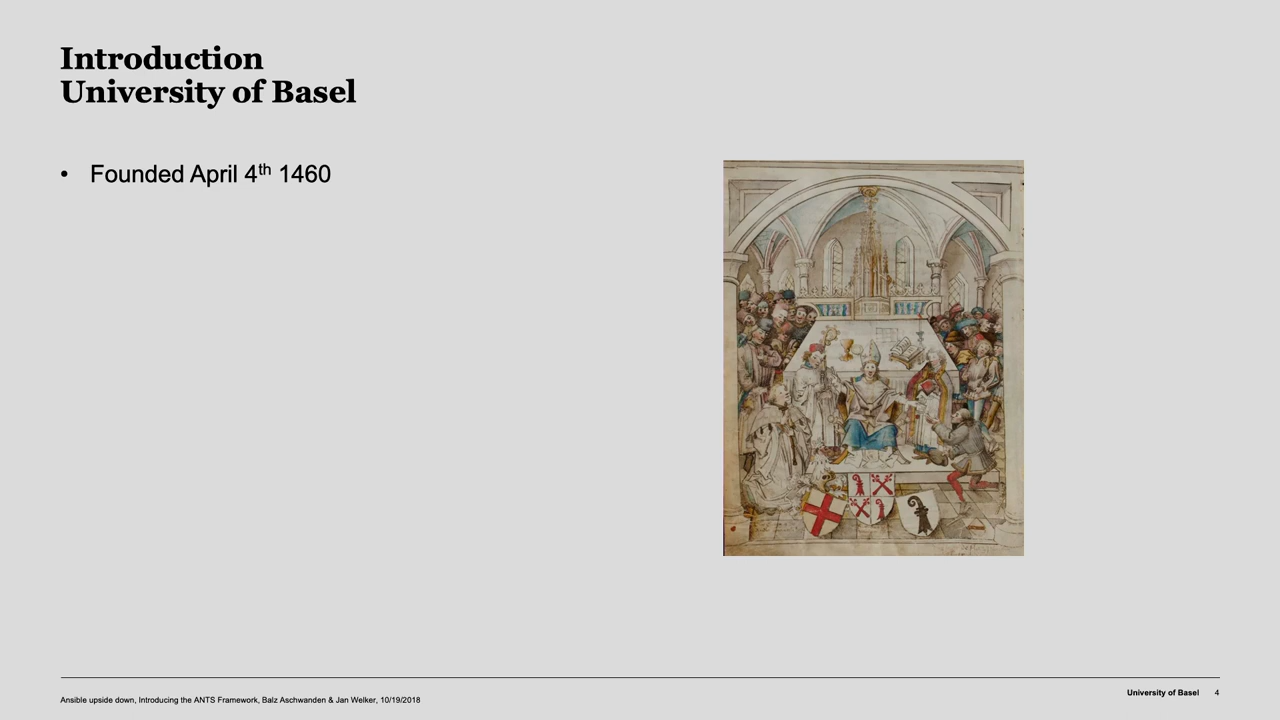 Introduction
University of Basel
• Founded April 4th 1460
Ansible upside down, Introducing the ANTS Framework, Balz Aschwanden & Jan Welker, 10/19/2018
University of Basel 4